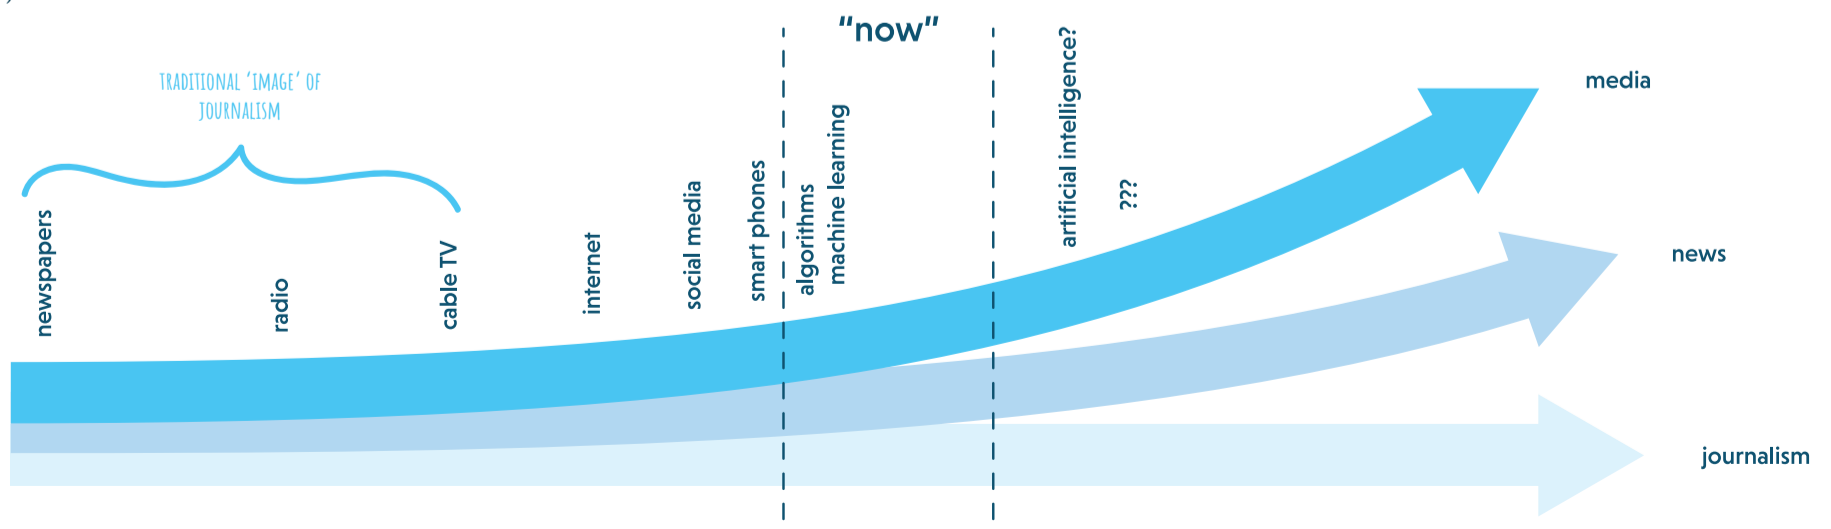 “now”
TRADITIONAL ‘IMAGE’ OF
JOURNALISM
newspapers
radio
cable TV
internet
social media
smart phones
algorithms
machine learning
artificial intelligence?
???
media
news
journalism